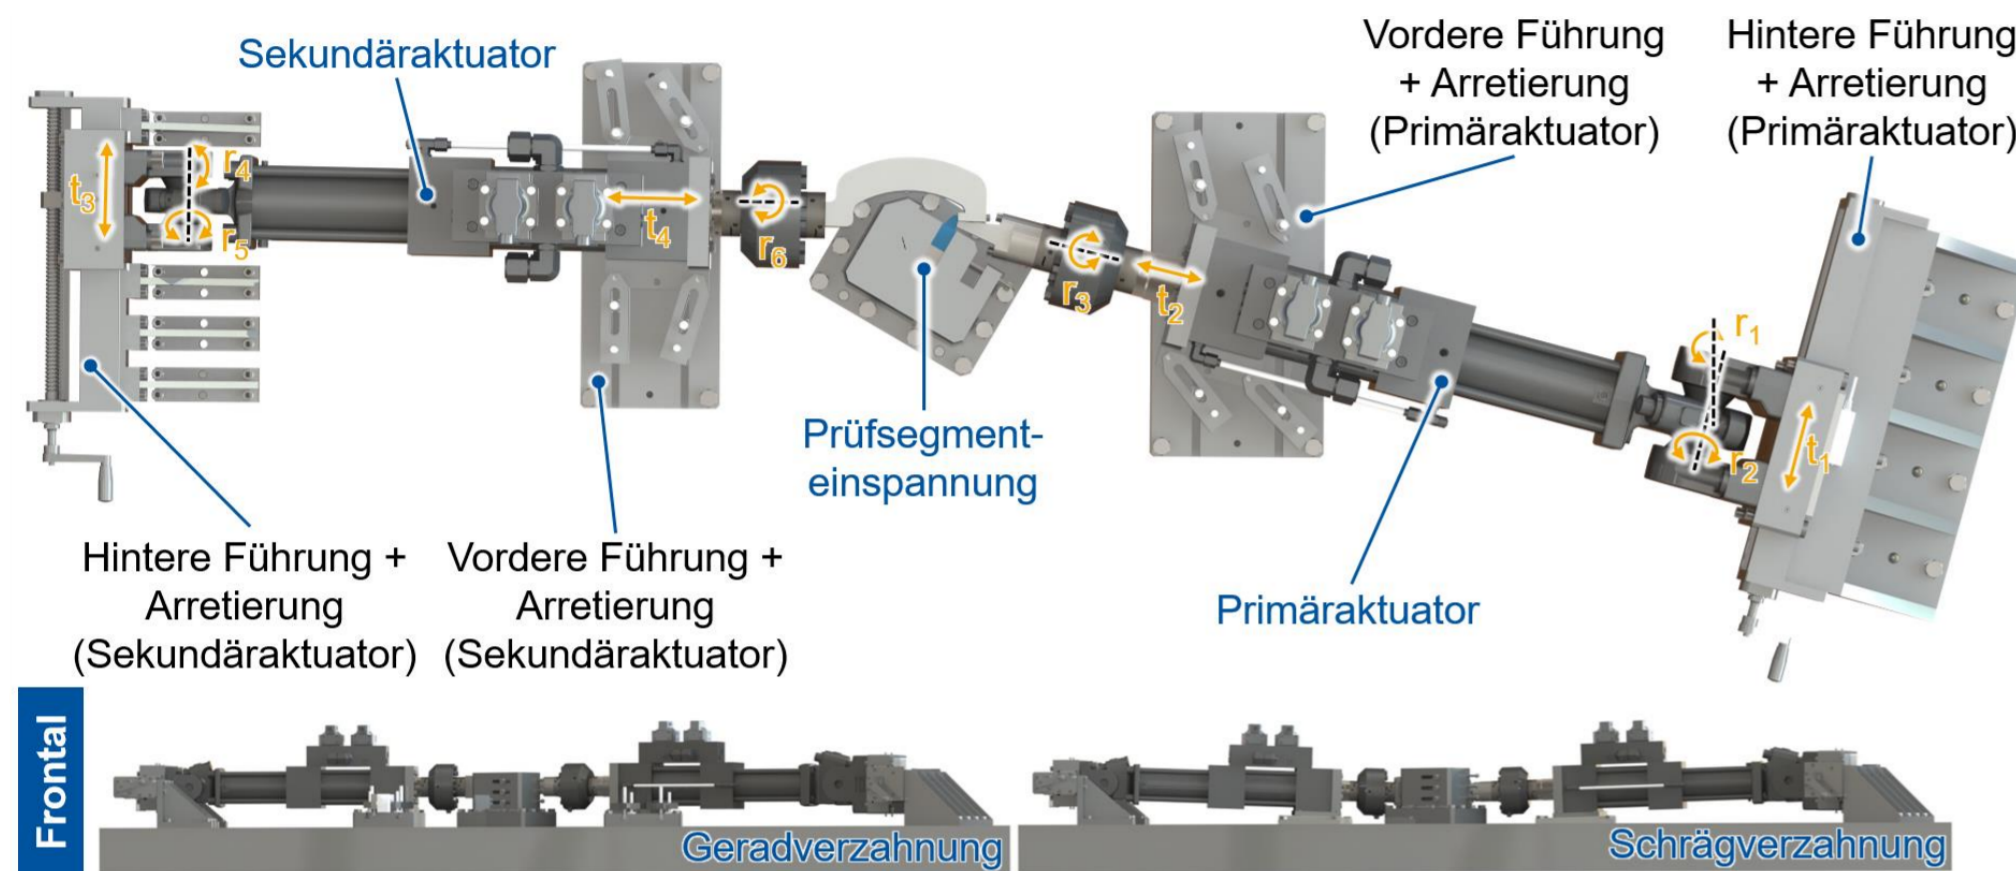 Sekundäraktuator
Vordere Führung
+ Arretierung
(Primäraktuator)
Hintere Führung
+ Arretierung
(Primäraktuator)
t3
r4
r5
t4
r6
r3
t2
r1
r2
t1
Prüfsegment-
einspannung
Primäraktuator
Hintere Führung +
Arretierung
(Sekundäraktuator)
Vordere Führung +
Arretierung
(Sekundäraktuator)
Frontal
Geradverzahnung
Schrägverzahnung